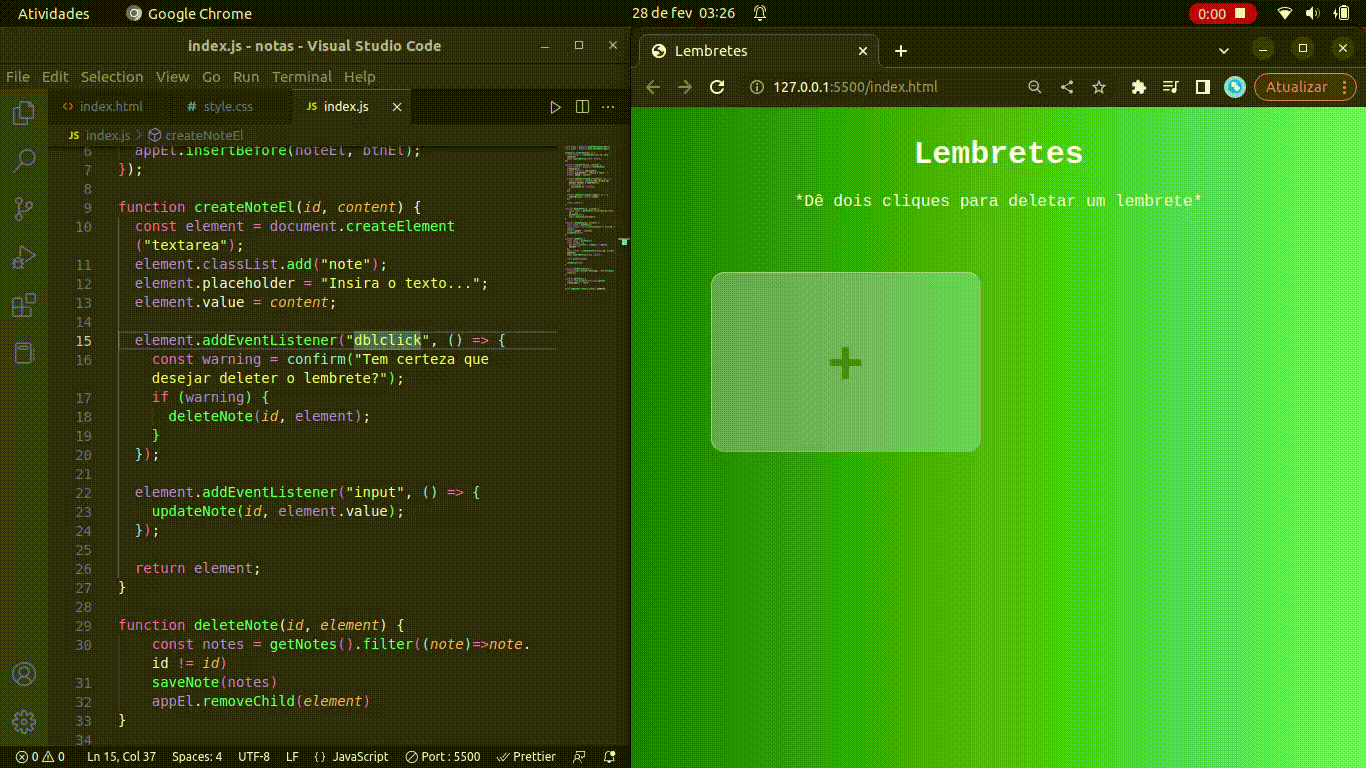 Atividades
Google Chrome
28 de fev 03:26
0:00
index.js - notas - Visual Studio Code
File Edit Selection View Go Run Terminal Help
index.html
style.css
index.js
index.js > createNoteEl
6 appEl.insertBefore(noteEl, btnEl);
7 });
8
9 function createNoteEl(id, content) {
10 const element = document.createElement
("textarea");
11 element.classList.add("note");
12 element.placeholder = "Insira o texto...";
13 element.value = content;
14
15 element.addEventListener("dblclick", () => {
16 const warning = confirm("Tem certeza que
desejar deleter o lembrete?");
17 if (warning) {
18 deleteNote(id, element);
19 }
20 });
21
22 element.addEventListener("input", () => {
23 updateNote(id, element.value);
24 });
25
26 return element;
27 }
28
29 function deleteNote(id, element) {
30 const notes = getNotes().filter((note)=>note.
id != id)
31 saveNote(notes)
32 appEl.removeChild(element)
33 }
34
0 0 Ln 15, Col 37 Spaces: 4 UTF-8 LF {} JavaScript Port : 5500 Prettier
Lembretes
127.0.0.1:5500/index.html
Atualizar
Lembretes
*Dê dois cliques para deletar um lembrete*
+